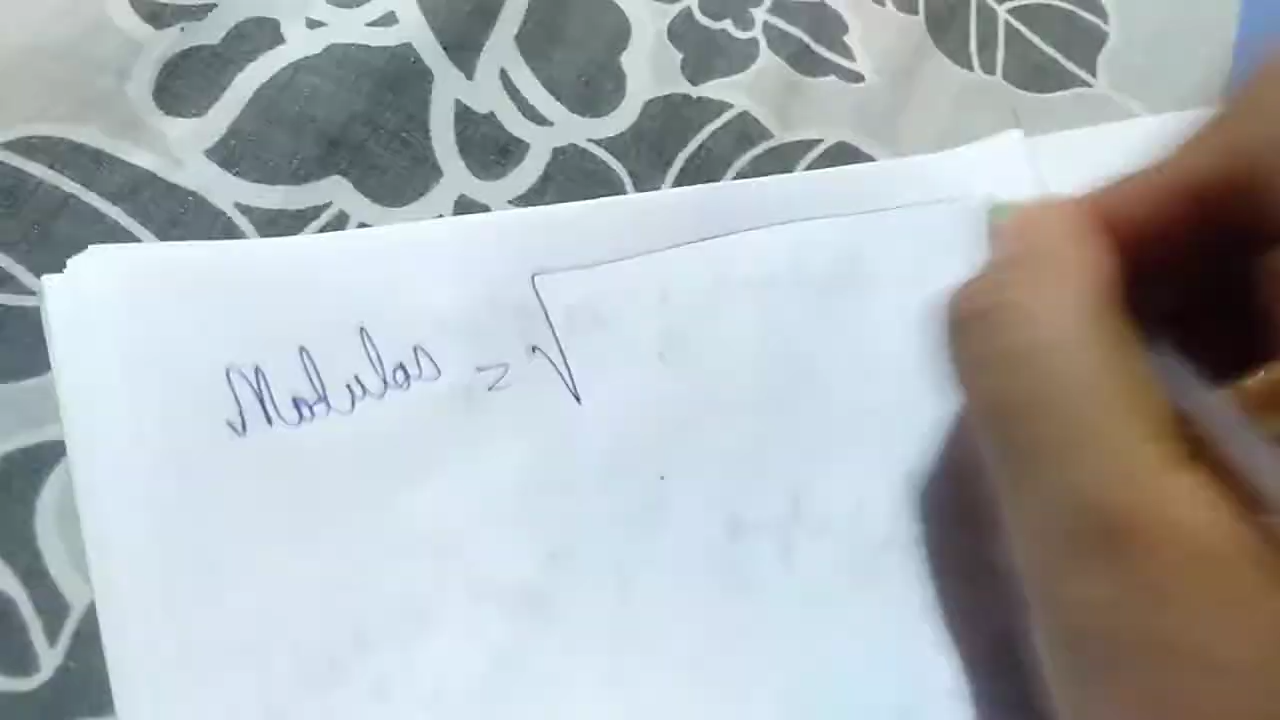 Modulas = √